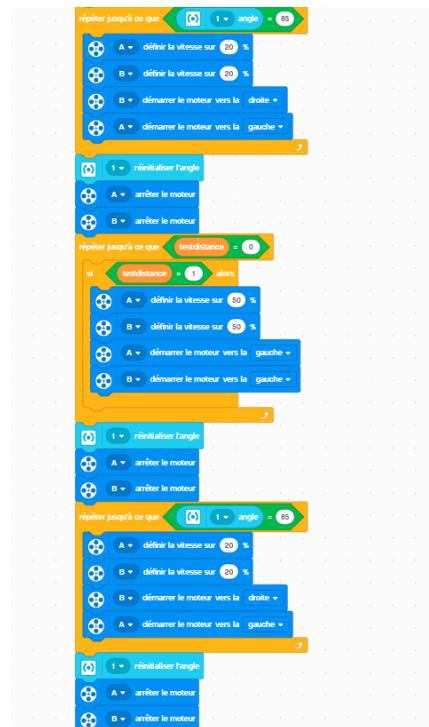 répéter jusqu'à ce que 1 angle = 85
A définir la vitesse sur 20 %
B définir la vitesse sur 20 %
B démarrer le moteur vers la droite
A démarrer le moteur vers la gauche
1 réinitialiser l'angle
A arrêter le moteur
B arrêter le moteur
répéter jusqu'à ce que testdistance = 0
si testdistance = 1 alors
A définir la vitesse sur 50 %
B définir la vitesse sur 50 %
A démarrer le moteur vers la gauche
B démarrer le moteur vers la gauche
1 réinitialiser l'angle
A arrêter le moteur
B arrêter le moteur
répéter jusqu'à ce que 1 angle = 85
A définir la vitesse sur 20 %
B définir la vitesse sur 20 %
B démarrer le moteur vers la droite
A démarrer le moteur vers la gauche
1 réinitialiser l'angle
A arrêter le moteur
B arrêter le moteur